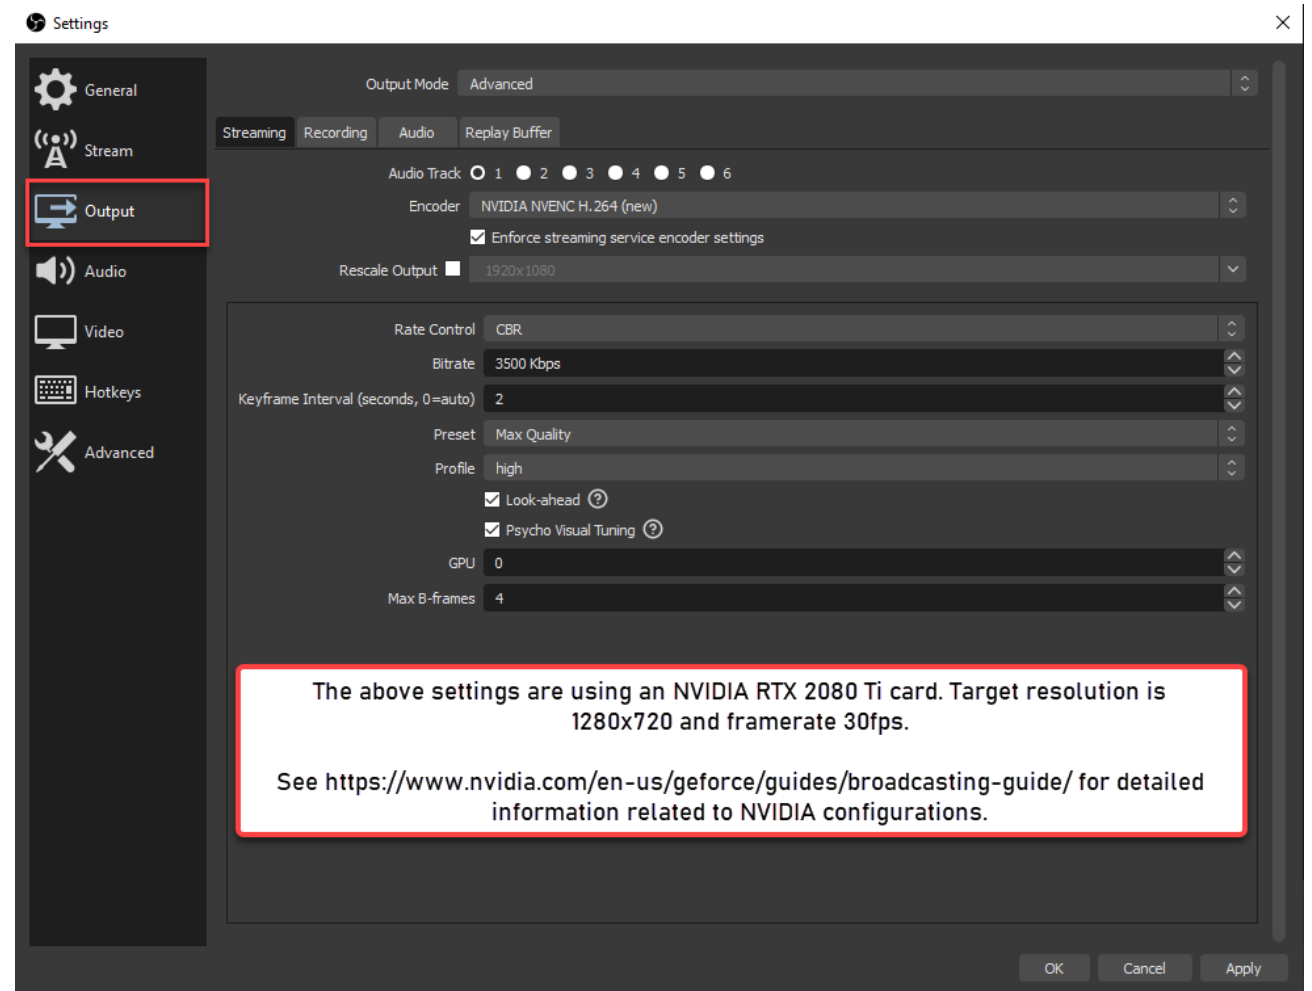 Settings
General
Stream
Output
Audio
Video
Hotkeys
Advanced
Output Mode Advanced
Streaming Recording Audio Replay Buffer
Audio Track 1 2 3 4 5 6
Encoder NVIDIA NVENC H.264 (new)
Enforce streaming service encoder settings
Rescale Output 1920x1080
Rate Control CBR
Bitrate 3500 Kbps
Keyframe Interval (seconds, 0=auto) 2
Preset Max Quality
Profile high
Look-ahead ?
Psycho Visual Tuning ?
GPU 0
Max B-frames 4
The above settings are using an NVIDIA RTX 2080 Ti card. Target resolution is
1280x720 and framerate 30fps.
See https://www.nvidia.com/en-us/geforce/guides/broadcasting-guide/ for detailed
information related to NVIDIA configurations.
OK Cancel Apply